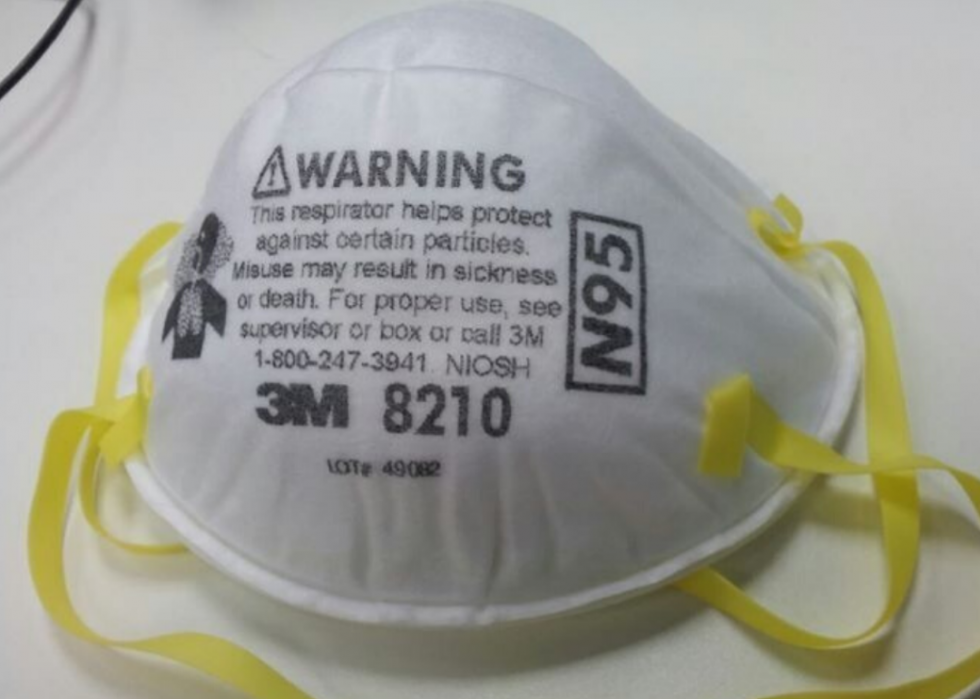 ⚠WARNING
This respirator helps protect
against certain particles.
Misuse may result in sickness
or death. For proper use, see
supervisor or box or call 3M
1-800-247-3941. NIOSH
3M 8210
LOT# 49082
N95